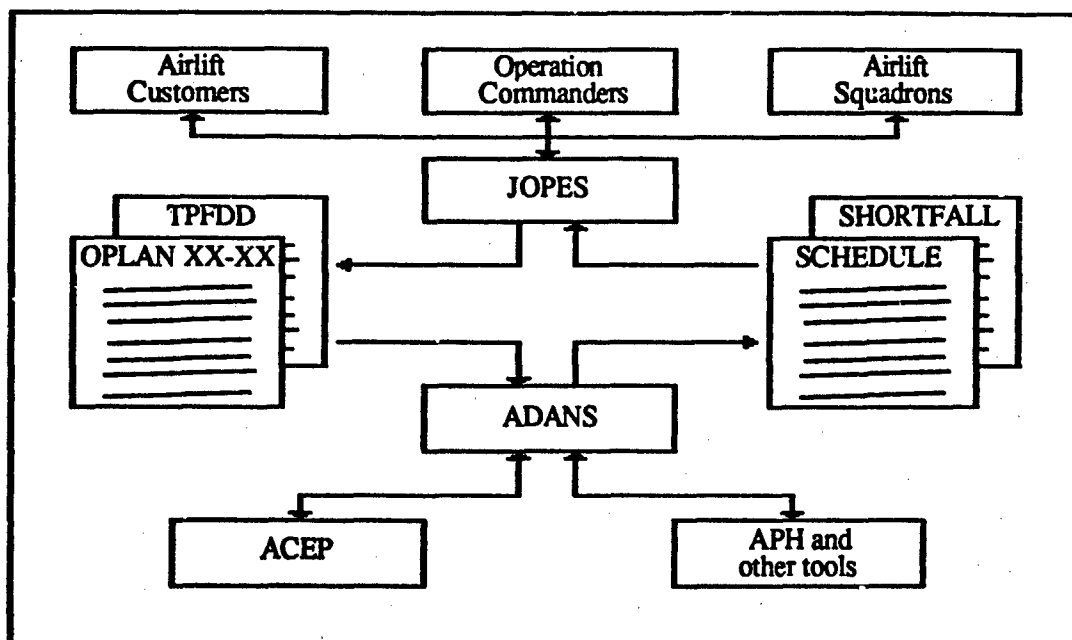 Airlift
Customers
Operation
Commanders
Airlift
Squadrons
JOPES
TPFDD
OPLAN XX-XX
SHORTFALL
SCHEDULE
ADANS
ACEP
APH and
other tools